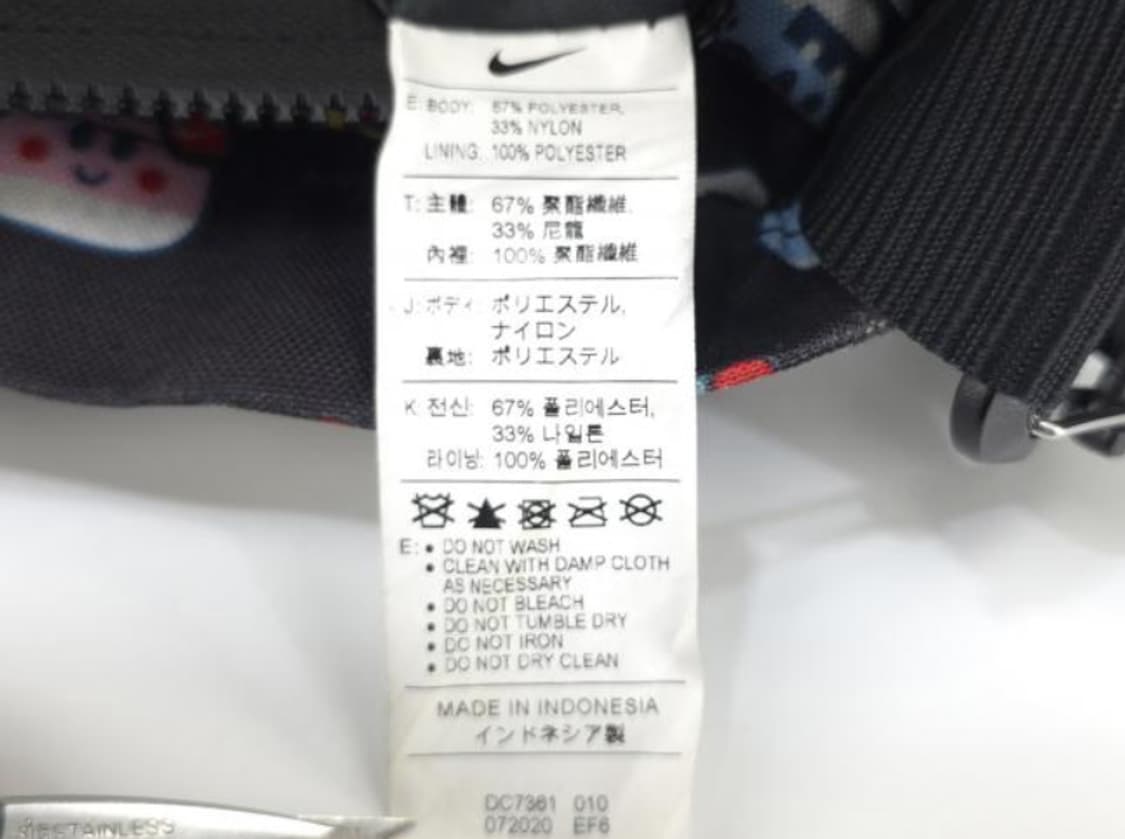 E: BODY: 67% POLYESTER,
33% NYLON
LINING: 100% POLYESTER
T: 主體: 67% 聚酯纖維,
33% 尼龍
內裡: 100% 聚酯纖維
J: ボディ: ポリエステル,
ナイロン
裏地: ポリエステル
K: 전신: 67% 폴리에스터,
33% 나일론
라이닝: 100% 폴리에스터
E: • DO NOT WASH
• CLEAN WITH DAMP CLOTH
AS NECESSARY
• DO NOT BLEACH
• DO NOT TUMBLE DRY
• DO NOT IRON
• DO NOT DRY CLEAN
MADE IN INDONESIA
インドネシア製
DC7361 010
072020 EF6
STAINLESS